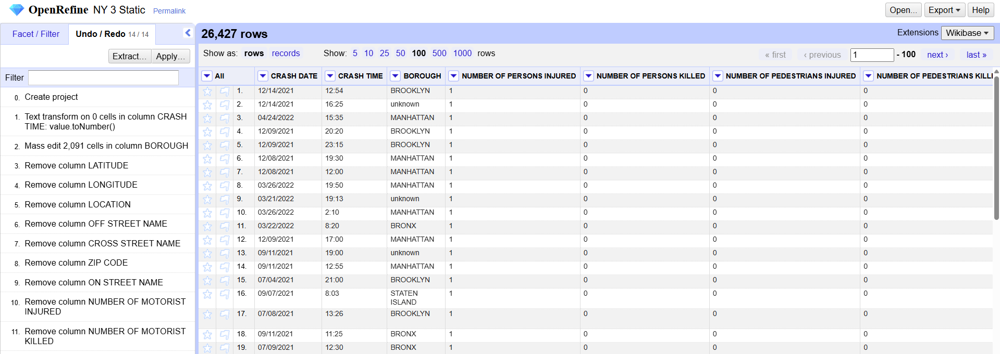 OpenRefine NY 3 Static Permalink Open... Export Help
Facet / Filter Undo / Redo 14 / 14
Extract... Apply...
Filter
0. Create project
1. Text transform on 0 cells in column CRASH
TIME: value.toNumber()
2. Mass edit 2,091 cells in column BOROUGH
3. Remove column LATITUDE
4. Remove column LONGITUDE
5. Remove column LOCATION
6. Remove column OFF STREET NAME
7. Remove column CROSS STREET NAME
8. Remove column ZIP CODE
9. Remove column ON STREET NAME
10. Remove column NUMBER OF MOTORIST
INJURED
11. Remove column NUMBER OF MOTORIST
KILLED
26,427 rows Extensions Wikibase
Show as: rows records Show: 5 10 25 50 100 500 1000 rows « first ‹ previous 1 - 100 next › last »
All CRASH DATE CRASH TIME BOROUGH NUMBER OF PERSONS INJURED NUMBER OF PERSONS KILLED NUMBER OF PEDESTRIANS INJURED NUMBER OF PEDESTRIANS KILL
1. 12/14/2021 12:54 BROOKLYN 1 0 0 0
2. 12/14/2021 16:25 unknown 1 0 0 0
3. 04/24/2022 15:35 MANHATTAN 1 0 0 0
4. 12/09/2021 20:20 BROOKLYN 1 0 0 0
5. 12/09/2021 23:15 BROOKLYN 1 0 0 0
6. 12/08/2021 19:30 MANHATTAN 1 0 0 0
7. 12/08/2021 12:00 MANHATTAN 1 0 0 0
8. 03/26/2022 19:50 MANHATTAN 1 0 0 0
9. 03/21/2022 19:13 unknown 1 0 0 0
10. 03/26/2022 2:10 MANHATTAN 1 0 0 0
11. 03/22/2022 8:20 BRONX 1 0 0 0
12. 12/09/2021 17:00 MANHATTAN 1 0 0 0
13. 09/11/2021 19:00 unknown 1 0 0 0
14. 09/11/2021 12:55 MANHATTAN 1 0 0 0
15. 07/04/2021 21:00 BROOKLYN 1 0 0 0
16. 09/07/2021 8:03 STATEN 1 0 0 0
ISLAND
17. 07/08/2021 13:26 BROOKLYN 1 0 0 0
18. 09/11/2021 11:25 BRONX 1 0 0 0
19. 07/09/2021 12:30 BRONX 1 0 0 0